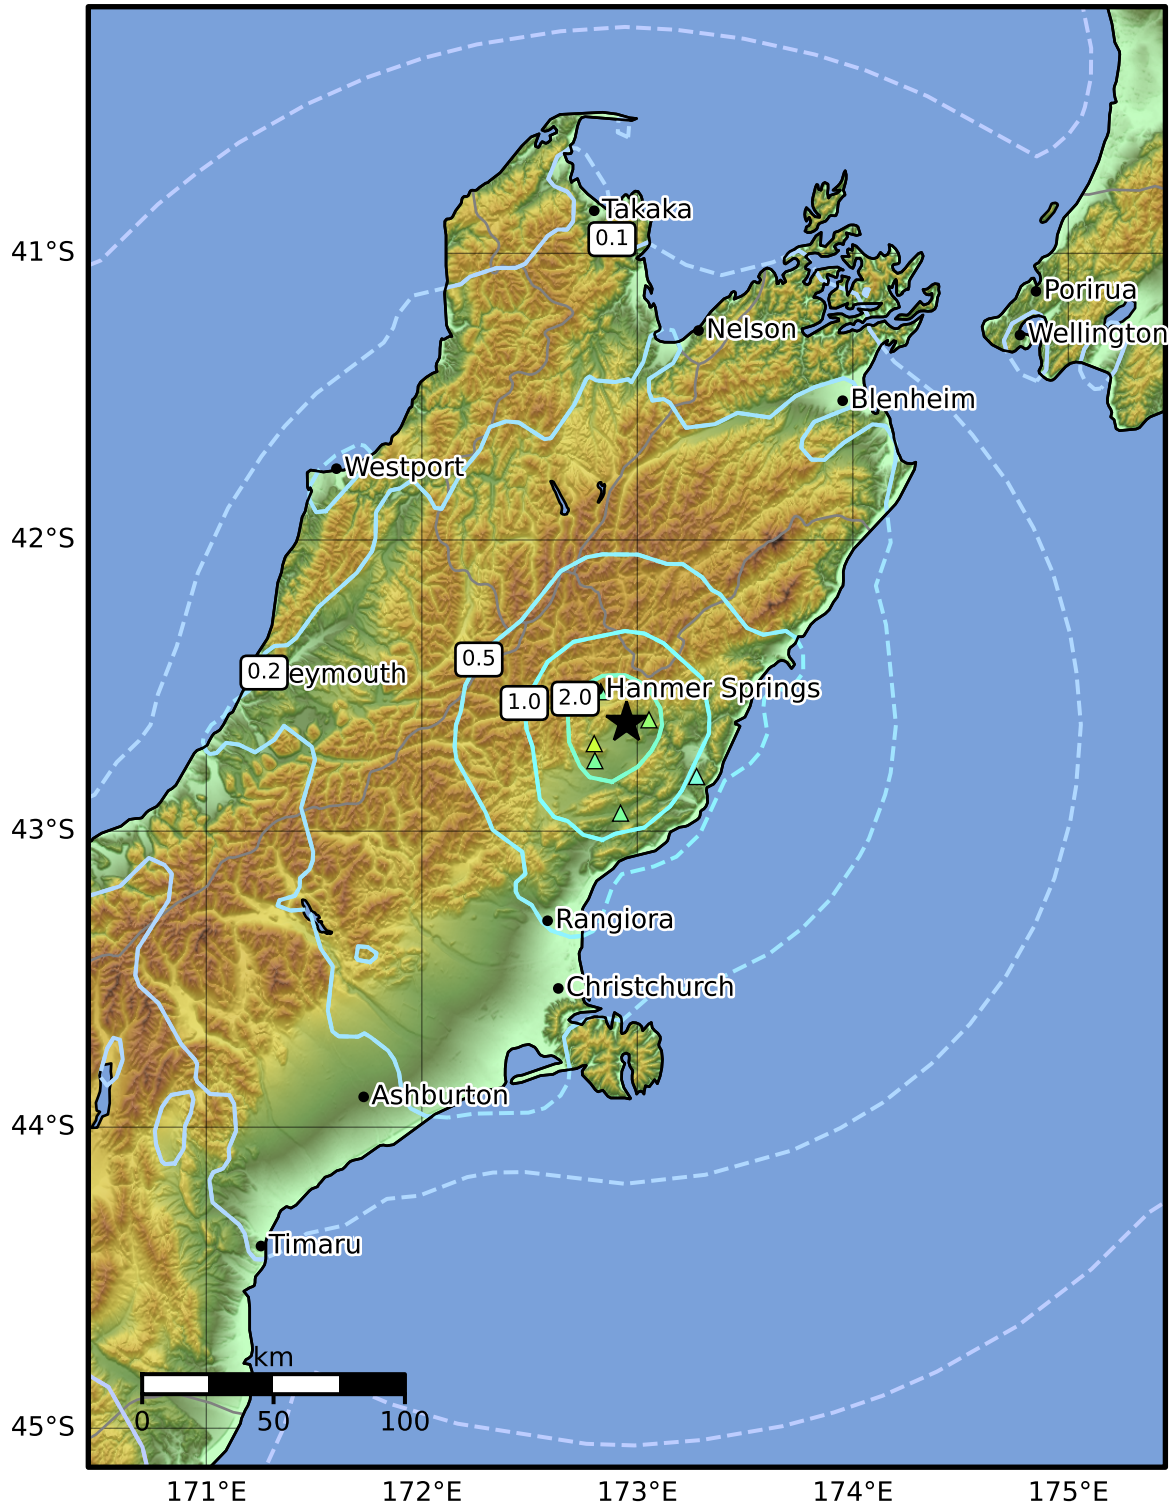 Takaka
0.1
41°S
Porirua
Nelson
Wellington
Blenheim
Westport
42°S
0.5
0.2
eymouth
Hanmer Springs
1.0
2.0
43°S
Rangiora
Christchurch
Ashburton
44°S
Timaru
km
0
50
100
45°S
171°E
172°E
173°E
174°E
175°E